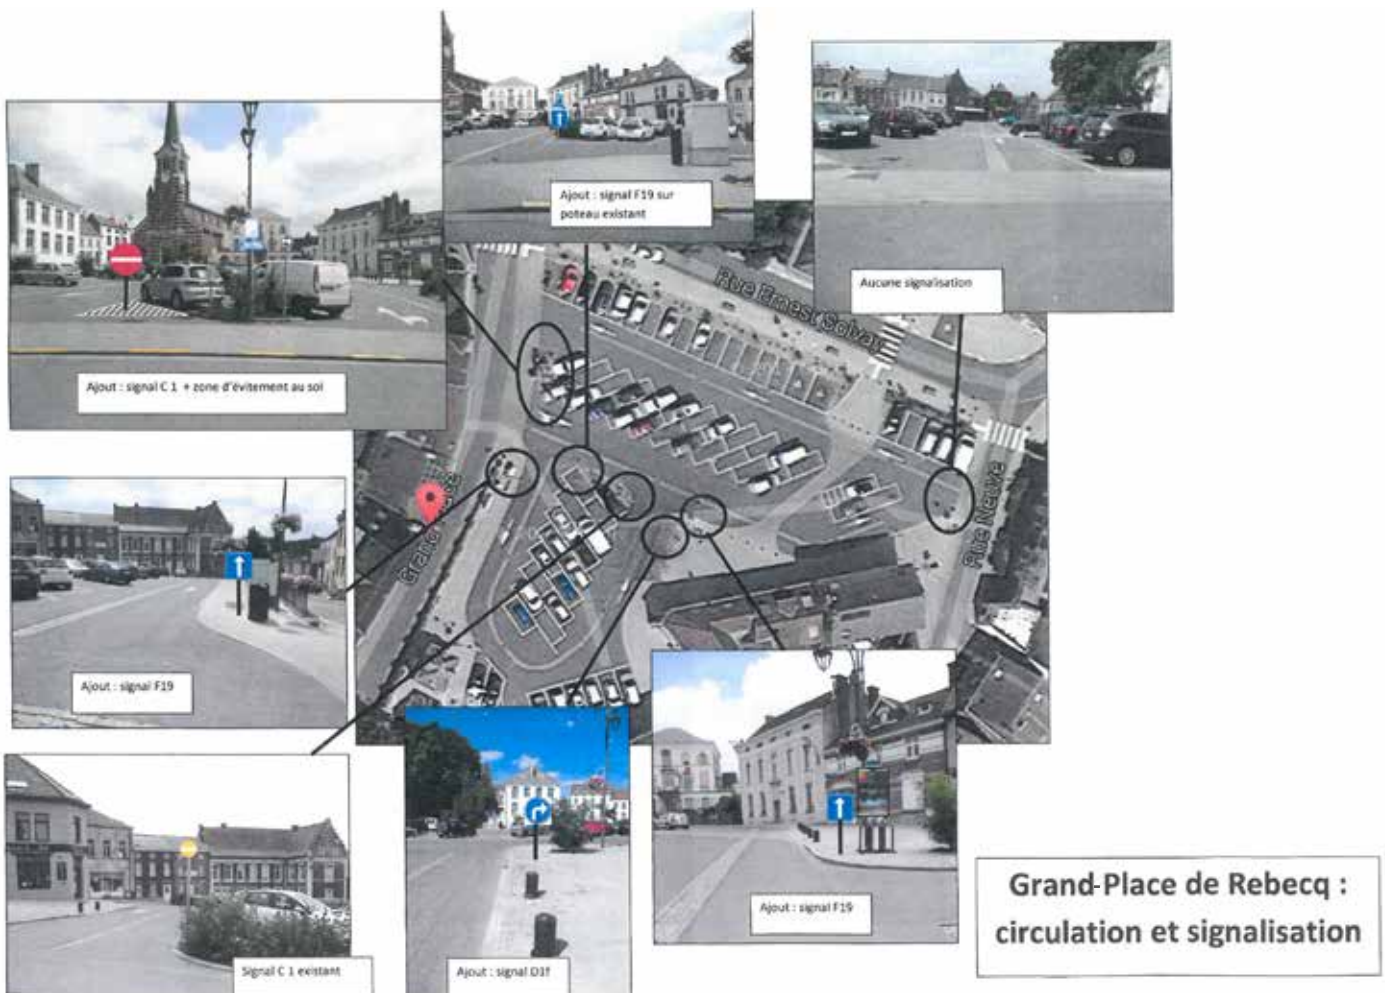 Ajout : signal F19 sur
poteau existant
Aucune signalisation
Ajout : signal C 1 + zone d'évitement au sol
Rue Ernest Solvay
Rue Neuve
Ajout : signal F19
Signal C 1 existant
Ajout : signal D1f
Ajout : signal F19
Grand-Place de Rebecq :
circulation et signalisation